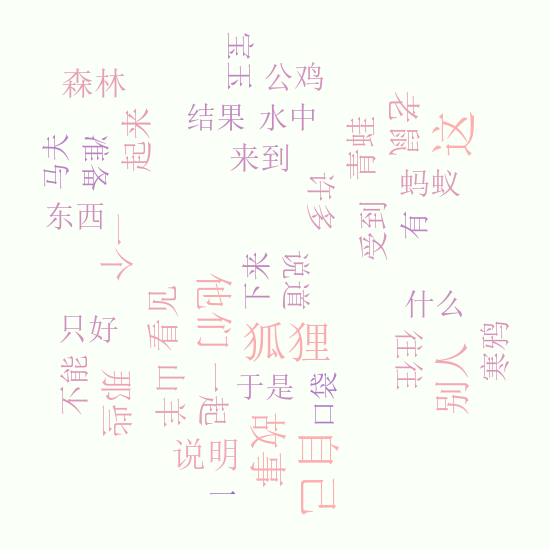 宝玉
公鸡
森林
老鼠
结果
水中
这
起来
青蛙
马夫
准备
来到
蚂蚁
许多
东西
有
受到
一个
下来
说道
他们
看见
什么
只好
狐狸
寒鸦
往往
别人
不能
那些
山羊
一起
于是
口袋
故事
说明
自己
一